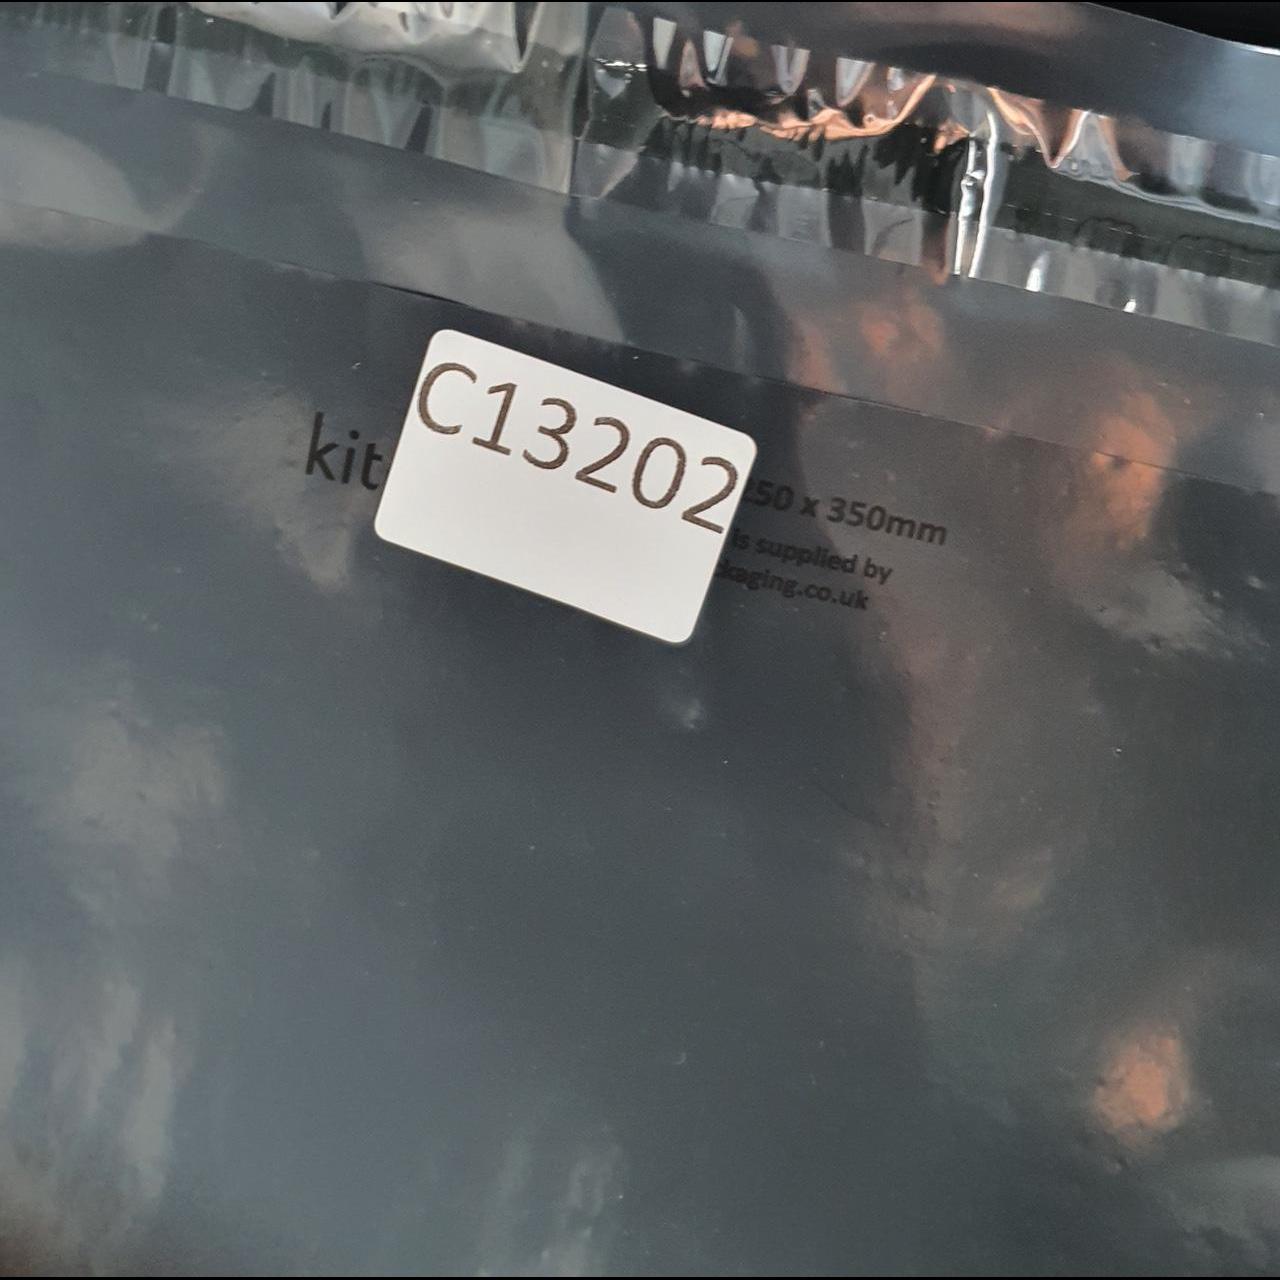 C13202
kit
250 x 350mm
is supplied by
ckaging.co.uk